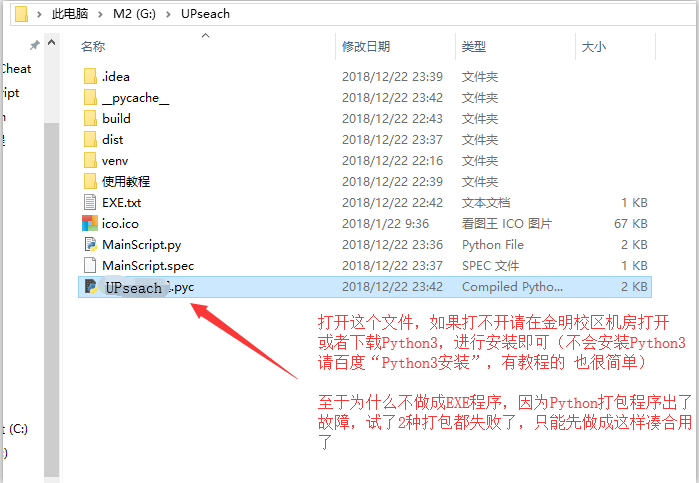 此电脑 > M2 (G:) > UPseach
名称 修改日期 类型 大小
.idea 2018/12/22 23:39 文件夹
__pycache__ 2018/12/22 23:42 文件夹
build 2018/12/22 22:43 文件夹
dist 2018/12/22 23:37 文件夹
venv 2018/12/22 22:16 文件夹
使用教程 2018/12/22 22:39 文件夹
EXE.txt 2018/12/22 22:42 文本文档 1 KB
ico.ico 2018/1/22 9:36 看图王 ICO 图片 67 KB
MainScript.py 2018/12/22 23:36 Python File 2 KB
MainScript.spec 2018/12/22 23:37 SPEC 文件 1 KB
UPseach .pyc 2018/12/22 23:42 Compiled Pytho... 2 KB
Cheat
ript
t (C:)
打开这个文件，如果打不开请在金明校区机房打开
或者下载Python3，进行安装即可（不会安装Python3
请百度“Python3安装”，有教程的 也很简单）
至于为什么不做成EXE程序，因为Python打包程序出了
故障，试了2种打包都失败了，只能先做成这样凑合用
了